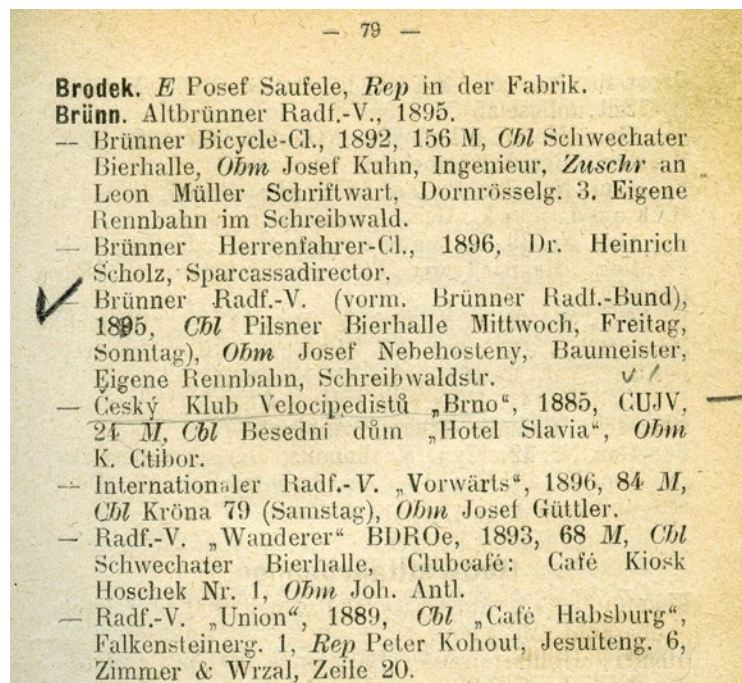 — 79 —
Brodek. E Posef Saufele, Rep in der Fabrik.
Brünn. Altbrünner Radf.-V., 1895.
— Brünner Bicycle-Cl., 1892, 156 M, Cbl Schwechater
Bierhalle, Obm Josef Kuhn, Ingenieur, Zuschr an
Leon Müller Schriftwart, Dornrösselg. 3. Eigene
Rennbahn im Schreibwald.
— Brünner Herrenfahrer-Cl., 1896, Dr. Heinrich
Scholz, Sparcassadirector.
— Brünner Radf.-V. (vorm. Brünner Radf.-Bund),
1895, Cbl Pilsner Bierhalle Mittwoch, Freitag,
Sonntag), Obm Josef Nebehosteny, Baumeister,
Eigene Rennbahn, Schreibwaldstr.
— Český Klub Velocipedistů „Brno“, 1885, CUJV,
24 M, Cbl Besedni dům „Hotel Slavia“, Obm
K. Ctibor.
— Internationaler Radf.-V. „Vorwärts“, 1896, 84 M,
Cbl Kröna 79 (Samstag), Obm Josef Güttler.
— Radf.-V. „Wanderer“ BDROe, 1893, 68 M, Cbl
Schwechater Bierhalle, Clubcafé: Café Kiosk
Hoschek Nr. 1, Obm Joh. Antl.
— Radf.-V. „Union“, 1889, Cbl „Café Habsburg“,
Falkensteinerg. 1, Rep Peter Kohout, Jesuiteng. 6,
Zimmer & Wrzal, Zeile 20.